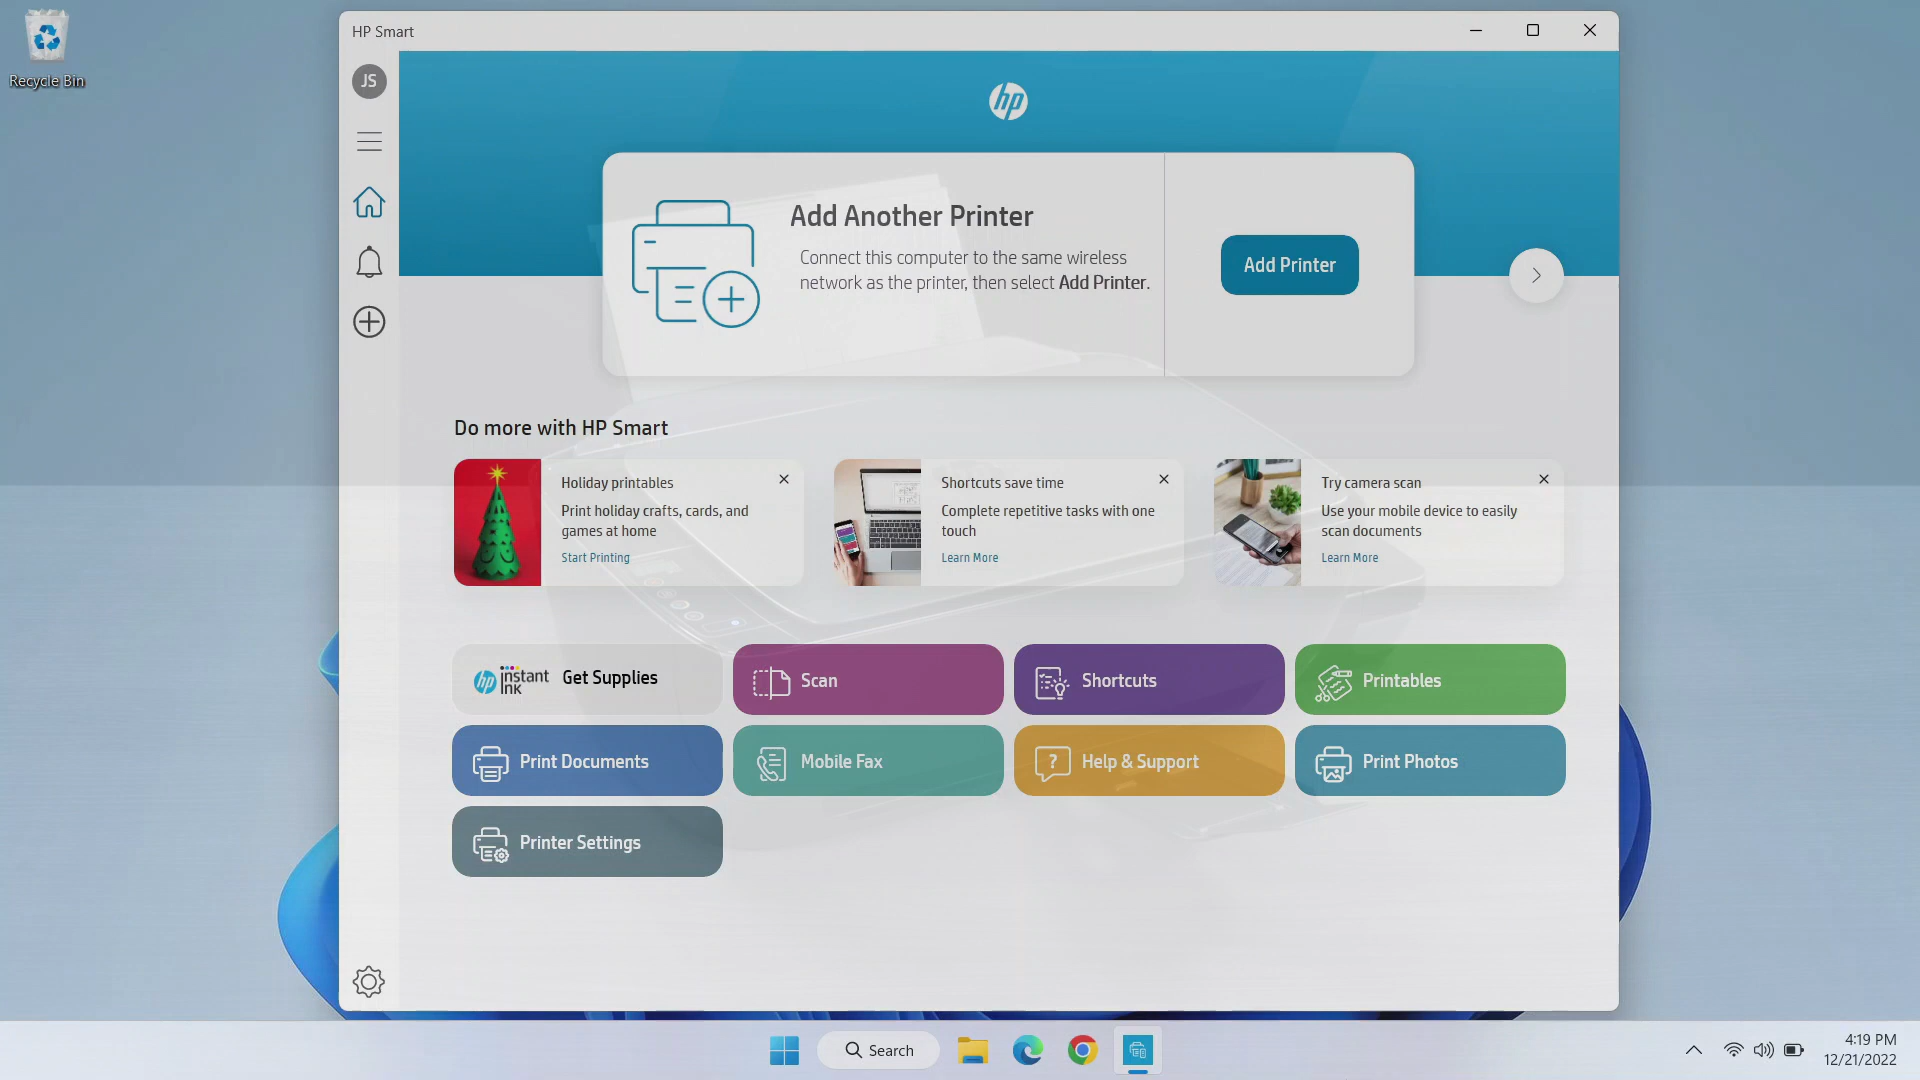 Recycle Bin
HP Smart
JS
hp
Add Another Printer
Connect this computer to the same wireless
network as the printer, then select Add Printer.
Add Printer
Do more with HP Smart
Holiday printables
Print holiday crafts, cards, and
games at home
Start Printing
Shortcuts save time
Complete repetitive tasks with one
touch
Learn More
Try camera scan
Use your mobile device to easily
scan documents
Learn More
hp instant
ink
Get Supplies
Scan
Shortcuts
Printables
Print Documents
Mobile Fax
? Help & Support
Print Photos
Printer Settings
Search
4:19 PM
12/21/2022